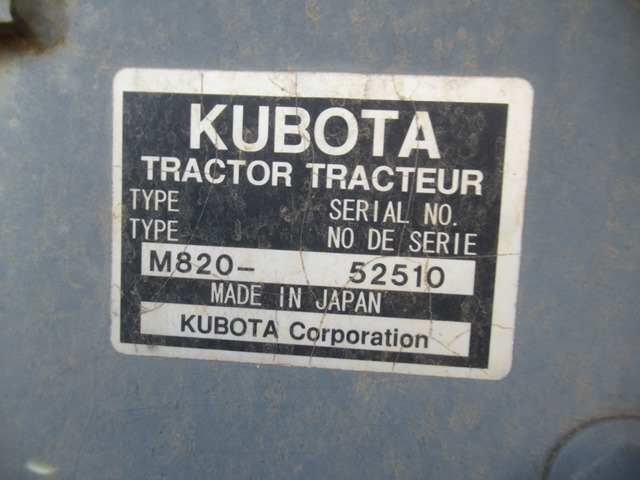 KUBOTA
TRACTOR TRACTEUR
TYPE SERIAL NO.
TYPE NO DE SERIE
M820- 52510
MADE IN JAPAN
KUBOTA Corporation